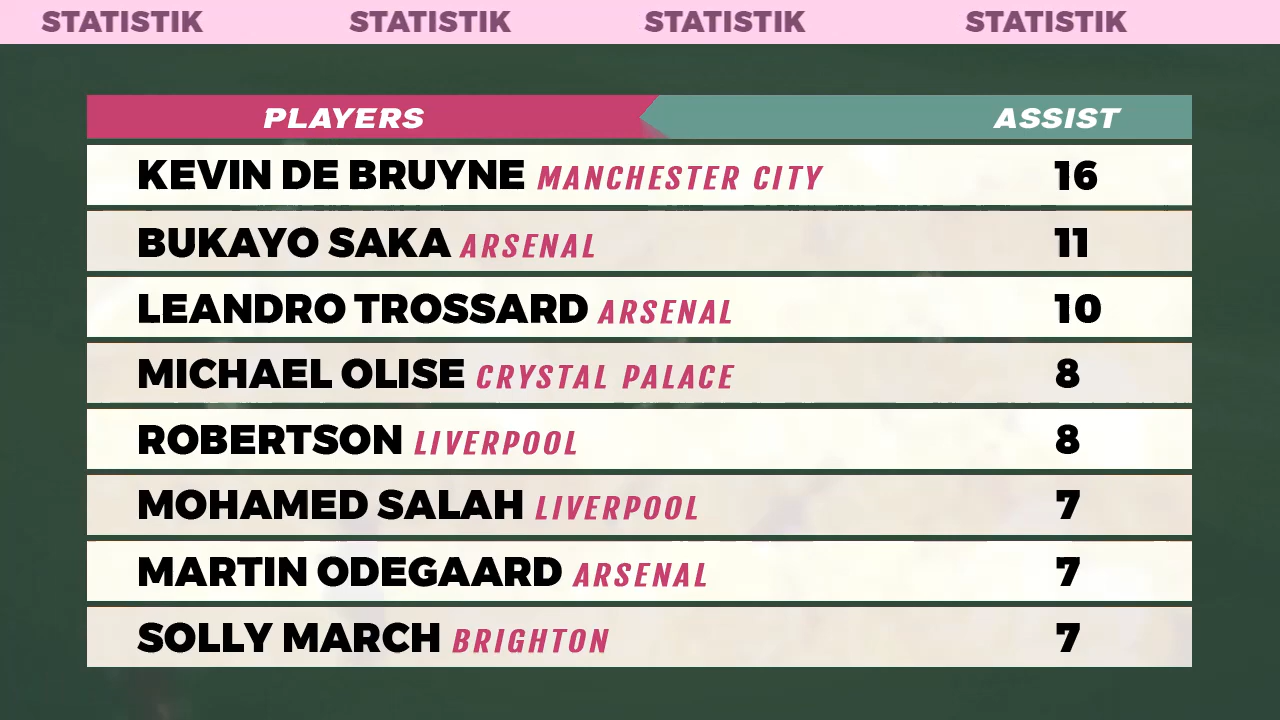 STATISTIK STATISTIK STATISTIK STATISTIK
PLAYERS ASSIST
KEVIN DE BRUYNE MANCHESTER CITY 16
BUKAYO SAKA ARSENAL 11
LEANDRO TROSSARD ARSENAL 10
MICHAEL OLISE CRYSTAL PALACE 8
ROBERTSON LIVERPOOL 8
MOHAMED SALAH LIVERPOOL 7
MARTIN ODEGAARD ARSENAL 7
SOLLY MARCH BRIGHTON 7